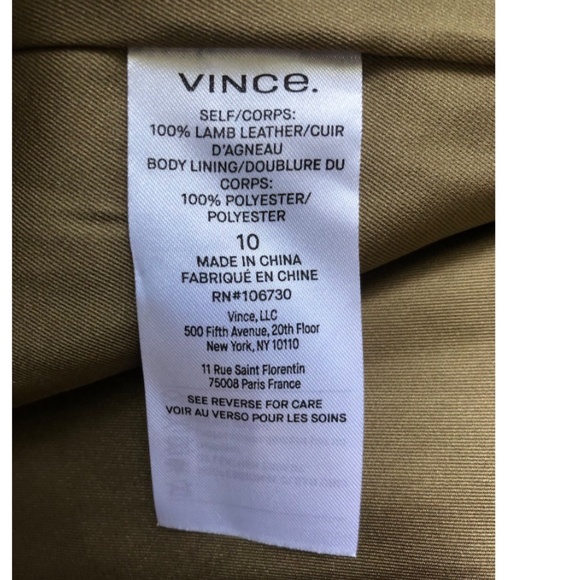 VINCE.
SELF/CORPS:
100% LAMB LEATHER/CUIR
D'AGNEAU
BODY LINING/DOUBLURE DU
CORPS:
100% POLYESTER/
POLYESTER
10
MADE IN CHINA
FABRIQUÉ EN CHINE
RN#106730
Vince, LLC
500 Fifth Avenue, 20th Floor
New York, NY 10110
11 Rue Saint Florentin
75008 Paris France
SEE REVERSE FOR CARE
VOIR AU VERSO POUR LES SOINS